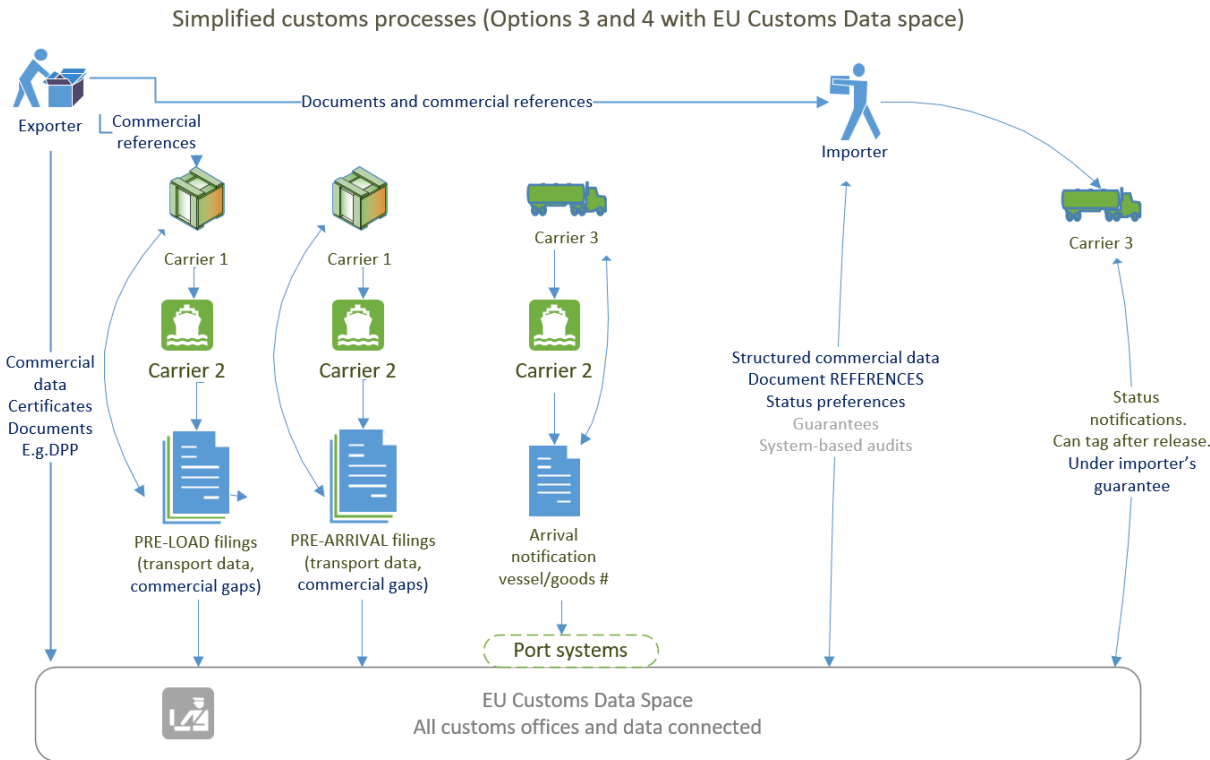 Simplified customs processes (Options 3 and 4 with EU Customs Data space)
Documents and commercial references
Exporter
Commercial
references
Importer
Carrier 1
Carrier 1
Carrier 3
Carrier 3
Carrier 2
Carrier 2
Carrier 2
Commercial
data
Certificates
Documents
E.g.DPP
PRE-LOAD filings
(transport data,
commercial gaps)
PRE-ARRIVAL filings
(transport data,
commercial gaps)
Arrival
notification
vessel/goods #
Structured commercial data
Document REFERENCES
Status preferences
Guarantees
System-based audits
Status
notifications.
Can tag after release.
Under importer's
guarantee
Port systems
EU Customs Data Space
All customs offices and data connected